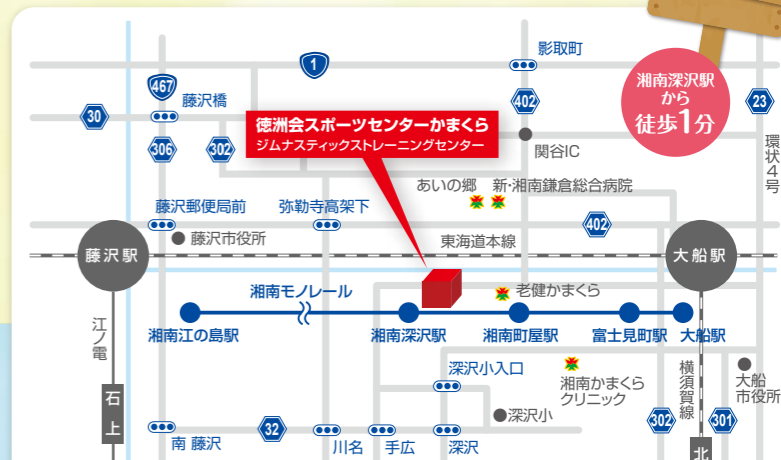 影取町
1
467
湘南深沢駅
から
徒歩1分
藤沢橋
402
23
30
徳洲会スポーツセンターかまくら
ジムナスティックストレーニングセンター
306
302
関谷IC
環状4号
あいの郷
新・湘南鎌倉総合病院
藤沢郵便局前
弥勒寺高架下
402
藤沢市役所
東海道本線
藤沢駅
大船駅
湘南モノレール
老健かまくら
江ノ電
湘南江の島駅
湘南深沢駅
湘南町屋駅
富士見町駅
大船駅
深沢小入口
横須賀線
大船
市役所
湘南かまくら
クリニック
石上
深沢小
302
301
32
南 藤沢
川名
手広
深沢
北